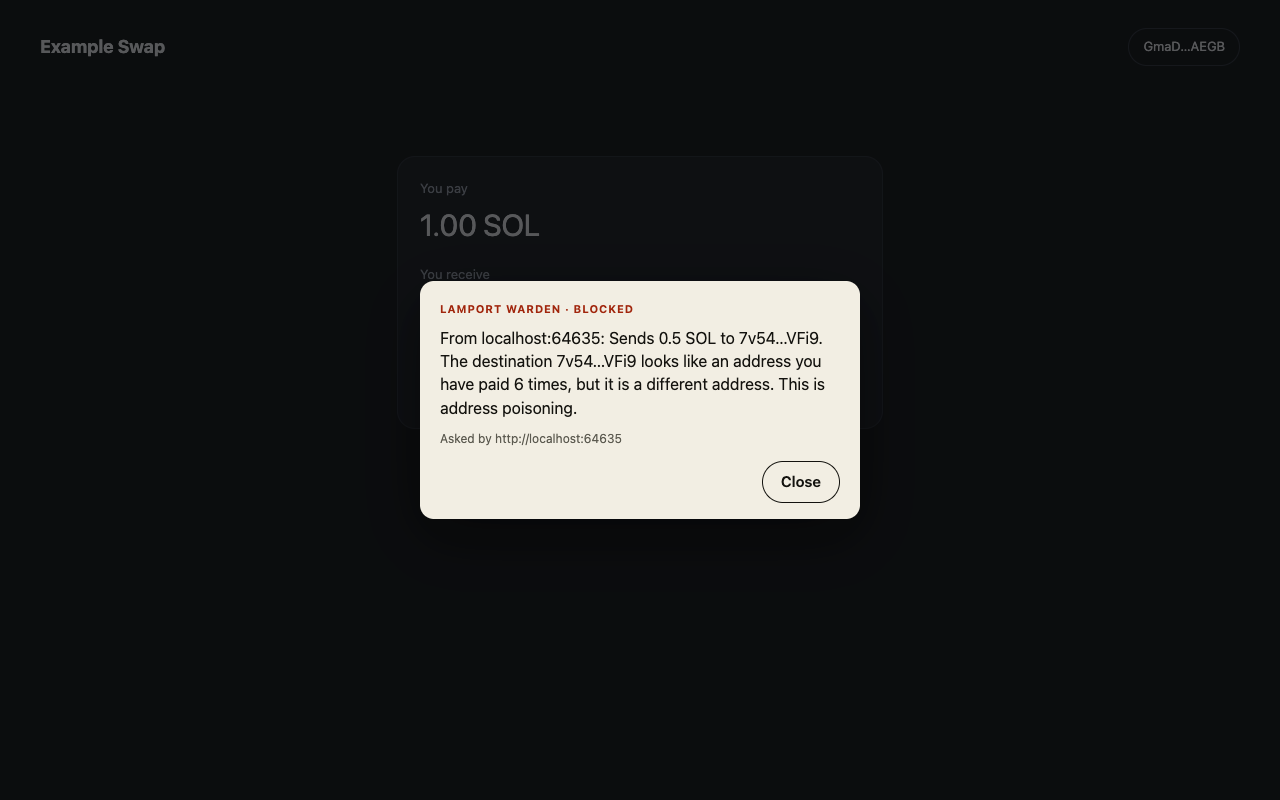 Example Swap
GmaD...AEGB
You pay
1.00 SOL
You receive
LAMPORT WARDEN · BLOCKED
From localhost:64635: Sends 0.5 SOL to 7v54...VFi9.
The destination 7v54...VFi9 looks like an address you
have paid 6 times, but it is a different address. This is
address poisoning.
Asked by http://localhost:64635
Close